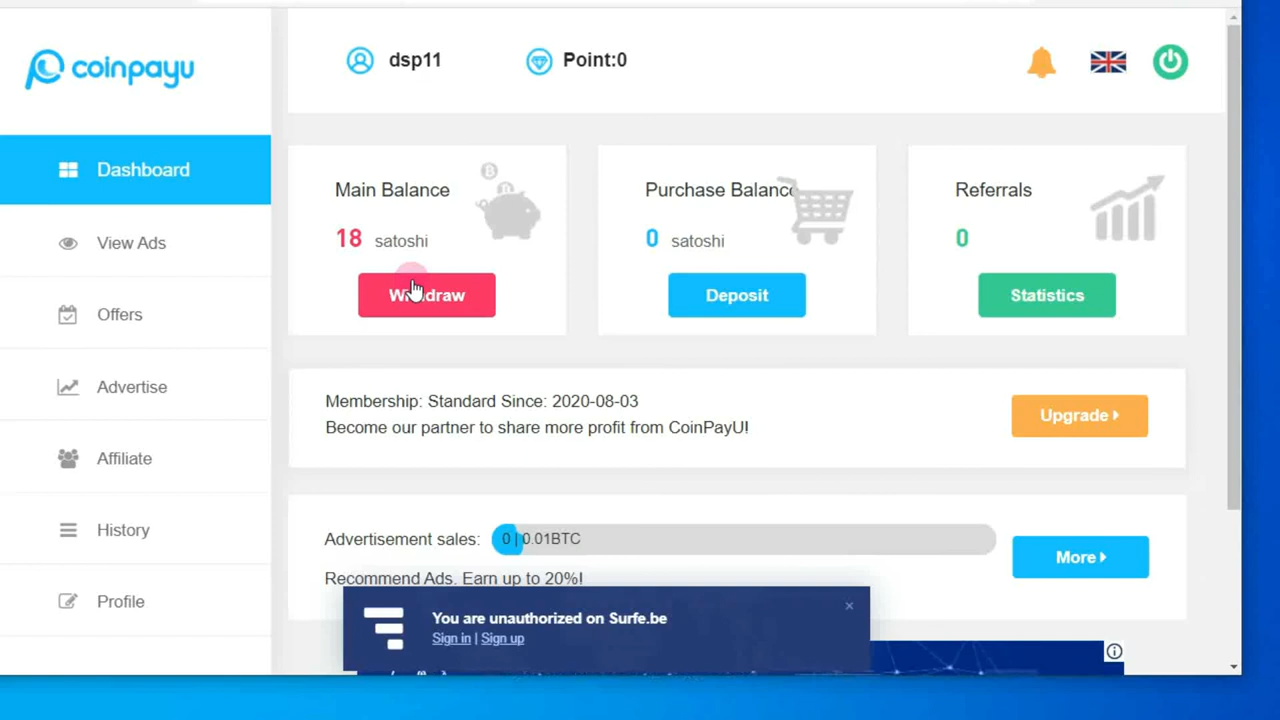 coinpayu
dsp11
Point:0
Dashboard
View Ads
Offers
Advertise
Affiliate
History
Profile
Main Balance
18 satoshi
Withdraw
Purchase Balance
0 satoshi
Deposit
Referrals
0
Statistics
Membership: Standard Since: 2020-08-03
Become our partner to share more profit from CoinPayU!
Upgrade
Advertisement sales: 0 | 0.01BTC
Recommend Ads. Earn up to 20%!
More
You are unauthorized on Surfe.be
Sign in | Sign up